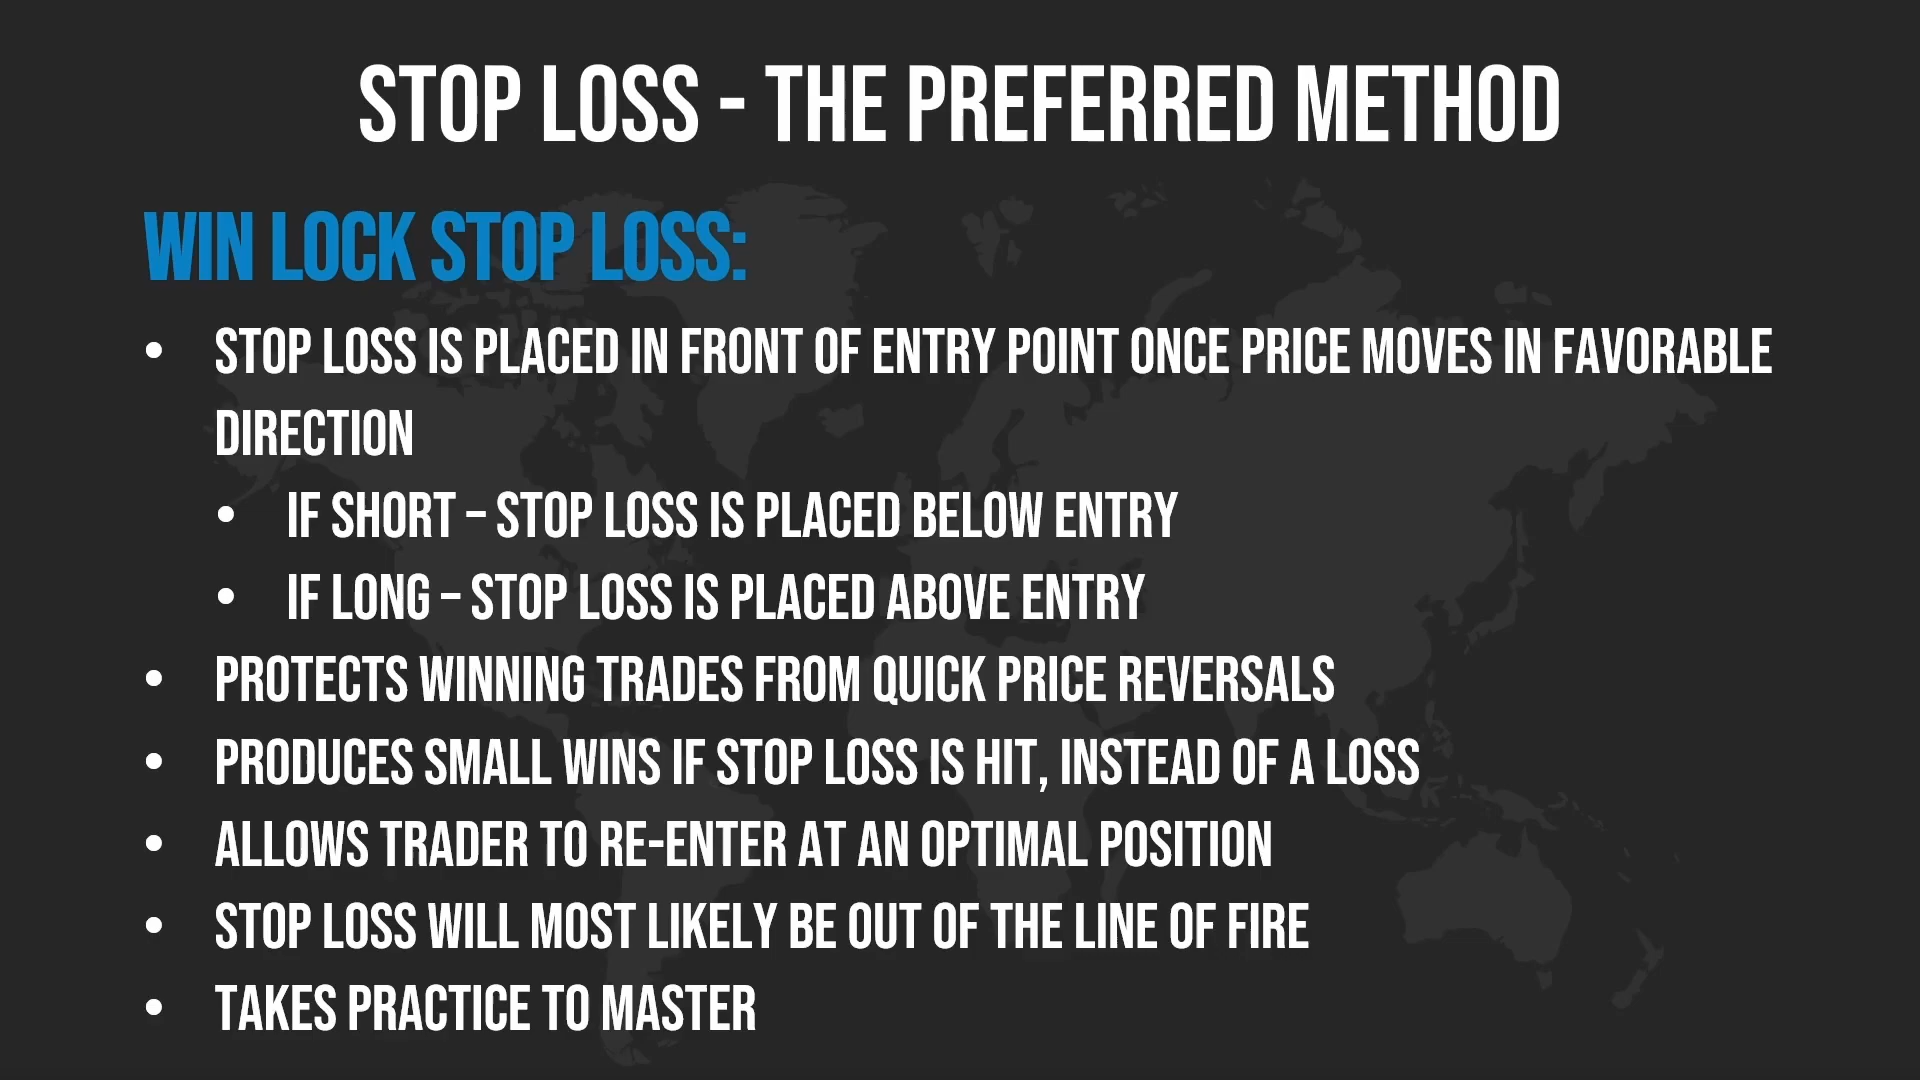 STOP LOSS - THE PREFERRED METHOD
WIN LOCK STOP LOSS:
• STOP LOSS IS PLACED IN FRONT OF ENTRY POINT ONCE PRICE MOVES IN FAVORABLE
DIRECTION
• IF SHORT – STOP LOSS IS PLACED BELOW ENTRY
• IF LONG – STOP LOSS IS PLACED ABOVE ENTRY
• PROTECTS WINNING TRADES FROM QUICK PRICE REVERSALS
• PRODUCES SMALL WINS IF STOP LOSS IS HIT, INSTEAD OF A LOSS
• ALLOWS TRADER TO RE-ENTER AT AN OPTIMAL POSITION
• STOP LOSS WILL MOST LIKELY BE OUT OF THE LINE OF FIRE
• TAKES PRACTICE TO MASTER